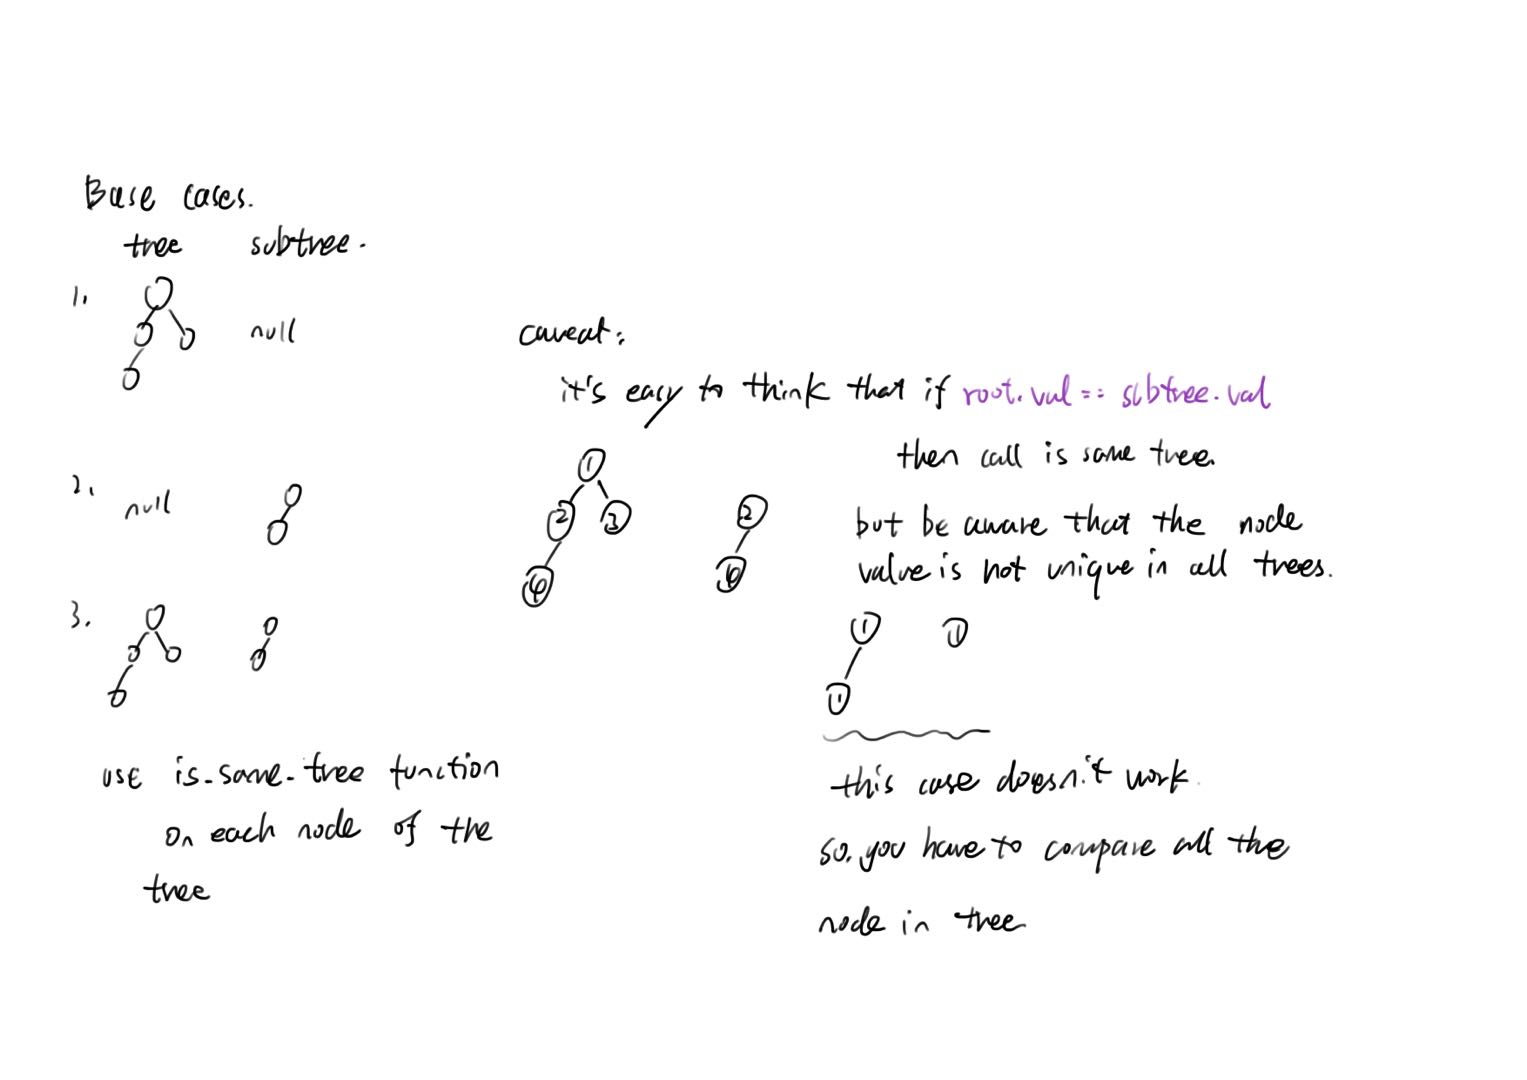 Base cases.
tree subtree.
1.
null
2.
null
3.
use is-same-tree function
on each node of the
tree
caveat:
it's easy to think that if root.val == subtree.val
then call is same tree.
1
2 3
4
2
4
but be aware that the node
value is not unique in all trees.
1 1
1
this case doesn't work.
so. you have to compare all the
node in tree